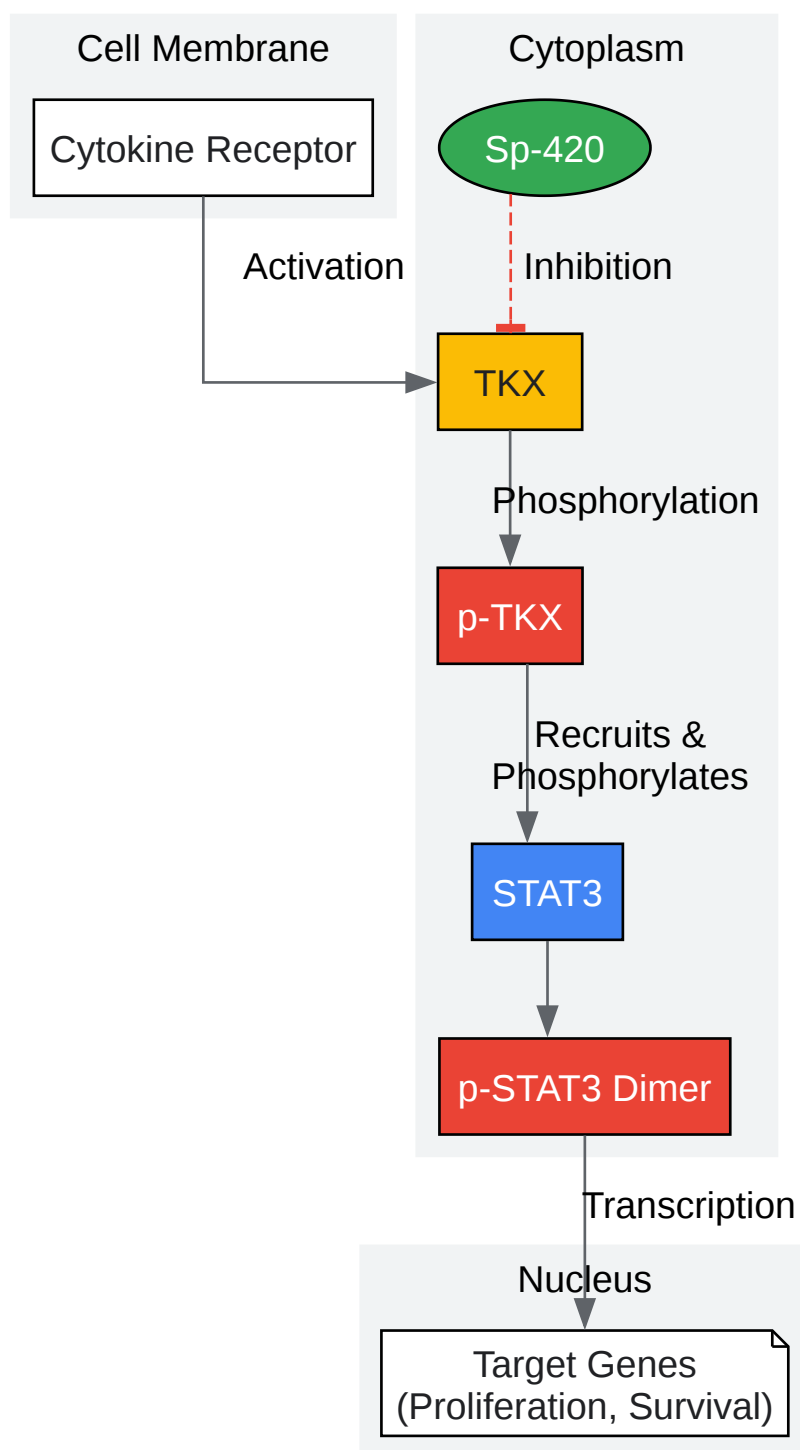 Cell Membrane
Cytoplasm
Cytokine Receptor
Sp-420
Activation
Inhibition
TKX
Phosphorylation
p-TKX
Recruits &
Phosphorylates
STAT3
p-STAT3 Dimer
Transcription
Nucleus
Target Genes
(Proliferation, Survival)